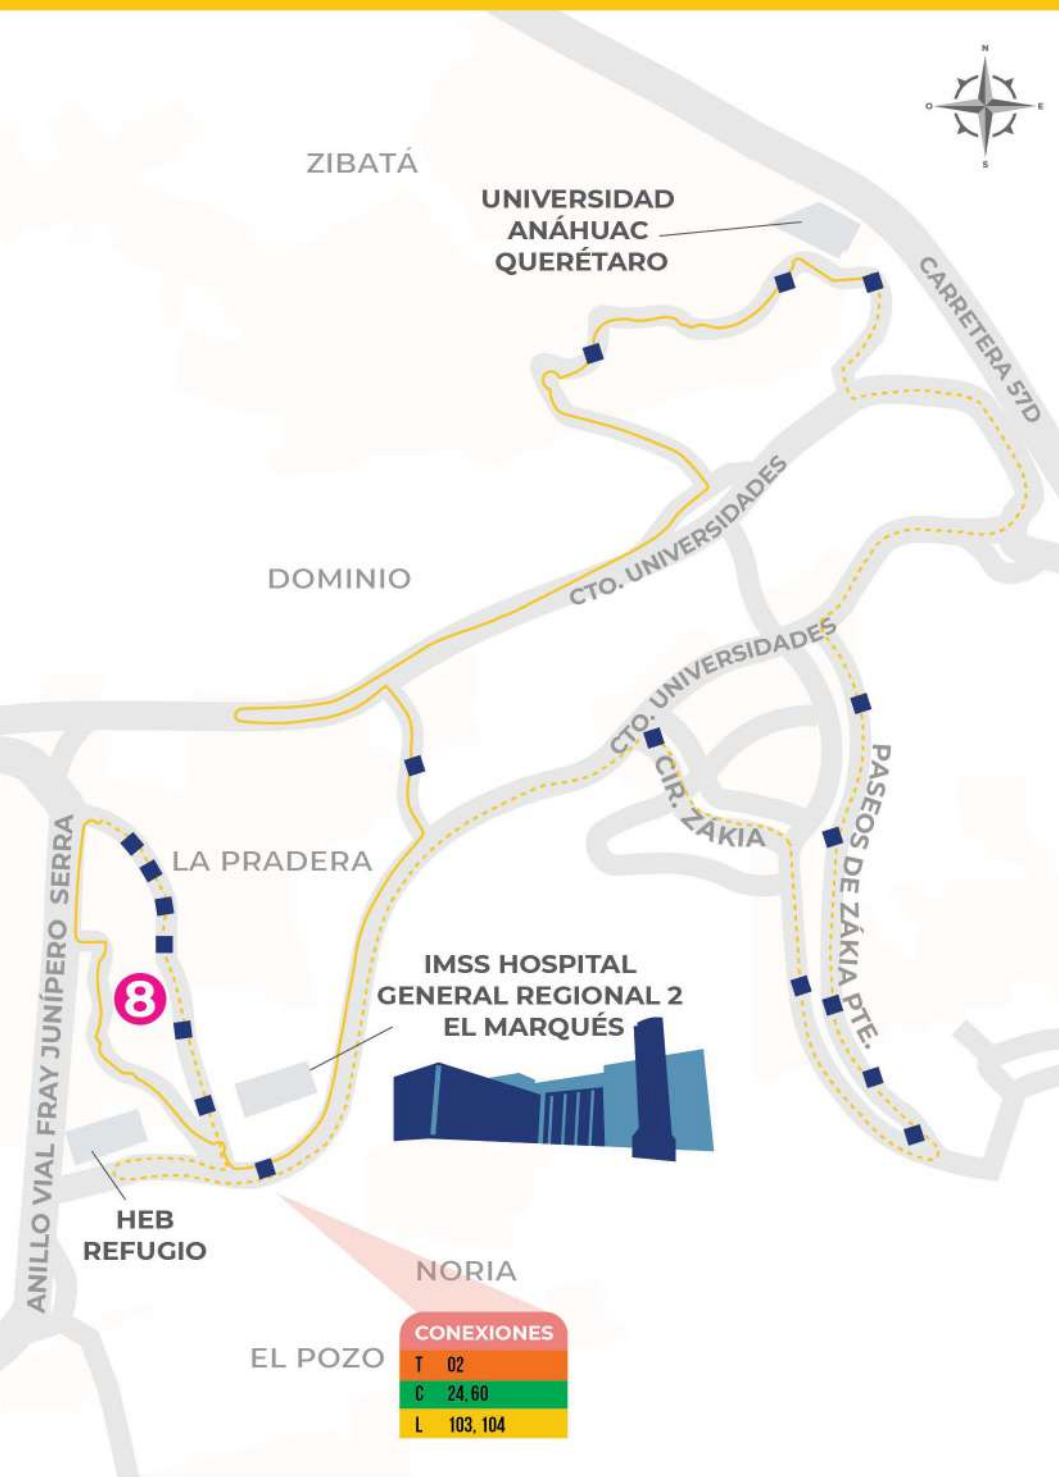 N
O
E
S
ZIBATÁ
UNIVERSIDAD
ANÁHUAC
QUERÉTARO
CARRETERA 57D
CTO. UNIVERSIDADES
DOMINIO
CTO. UNIVERSIDADES
CIR. ZÁKIA
PASEOS DE ZÁKIA PTE.
LA PRADERA
ANILLO VIAL FRAY JUNÍPERO SERRA
8
IMSS HOSPITAL
GENERAL REGIONAL 2
EL MARQUÉS
HEB
REFUGIO
NORIA
EL POZO
CONEXIONES
T 02
C 24, 60
L 103, 104